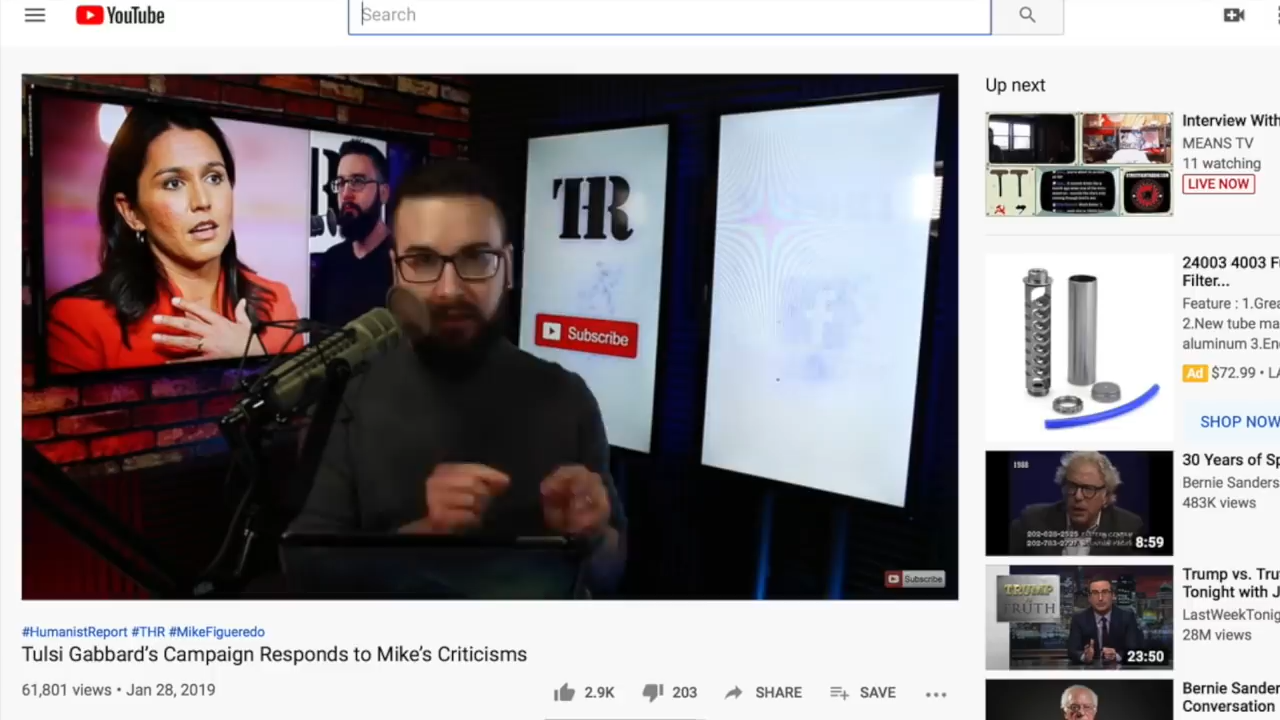 YouTube
Search
THR
Subscribe
Subscribe
#HumanistReport #THR #MikeFigueredo
Tulsi Gabbard's Campaign Responds to Mike's Criticisms
61,801 views • Jan 28, 2019
2.9K
203
SHARE
SAVE
Up next
Interview With
MEANS TV
11 watching
LIVE NOW
24003 4003 F
Filter...
Feature : 1.Grea
2.New tube ma
aluminum 3.En
Ad $72.99 • LA
SHOP NOW
1988
8:59
30 Years of Sp
Bernie Sanders
483K views
TRUMP
TRUTH
23:50
Trump vs. Tru
Tonight with J
LastWeekTonig
28M views
Bernie Sander
Conversation